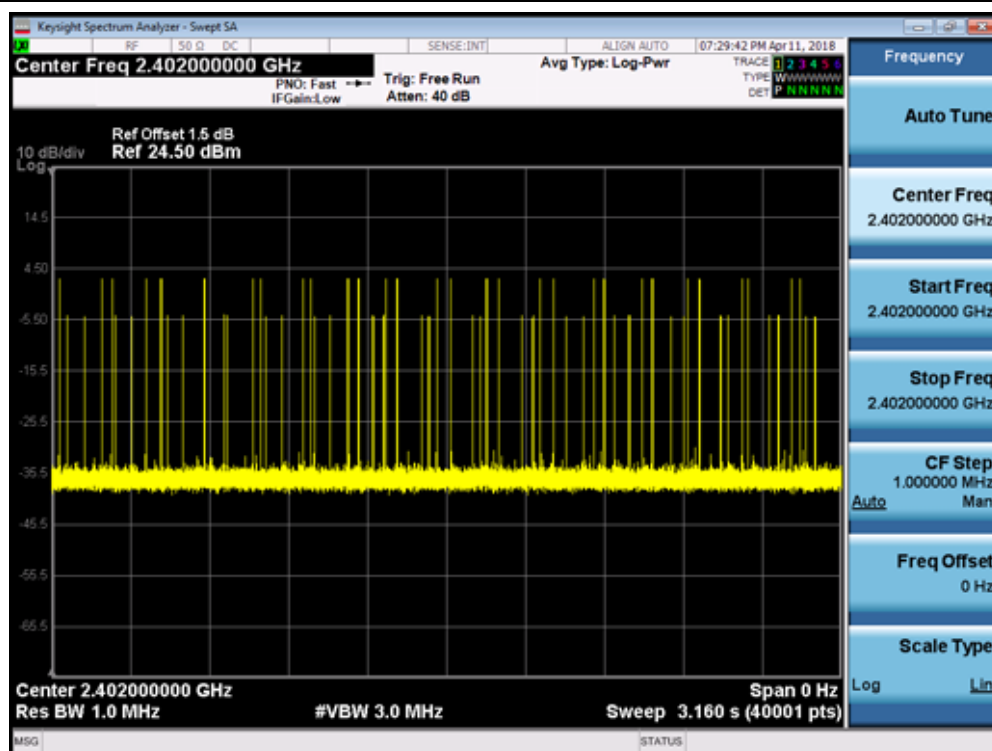 Keysight Spectrum Analyzer - Swept SA
LXI RF 50 Ω DC SENSE:INT ALIGN AUTO 07:29:42 PM Apr 11, 2018
Center Freq 2.402000000 GHz
PNO: Fast
IFGain:Low
Trig: Free Run
Atten: 40 dB
Avg Type: Log-Pwr
TRACE 1 2 3 4 5 6
TYPE WWWWWW
DET P N N N N N
Ref Offset 1.5 dB
10 dB/div Ref 24.50 dBm
Log
14.5
4.50
-5.50
-15.5
-25.5
-35.5
-45.5
-55.5
-65.5
Center 2.402000000 GHz Span 0 Hz
Res BW 1.0 MHz #VBW 3.0 MHz Sweep 3.160 s (40001 pts)
MSG STATUS
Frequency
Auto Tune
Center Freq
2.402000000 GHz
Start Freq
2.402000000 GHz
Stop Freq
2.402000000 GHz
CF Step
1.000000 MHz
Auto Man
Freq Offset
0 Hz
Scale Type
Log Lin